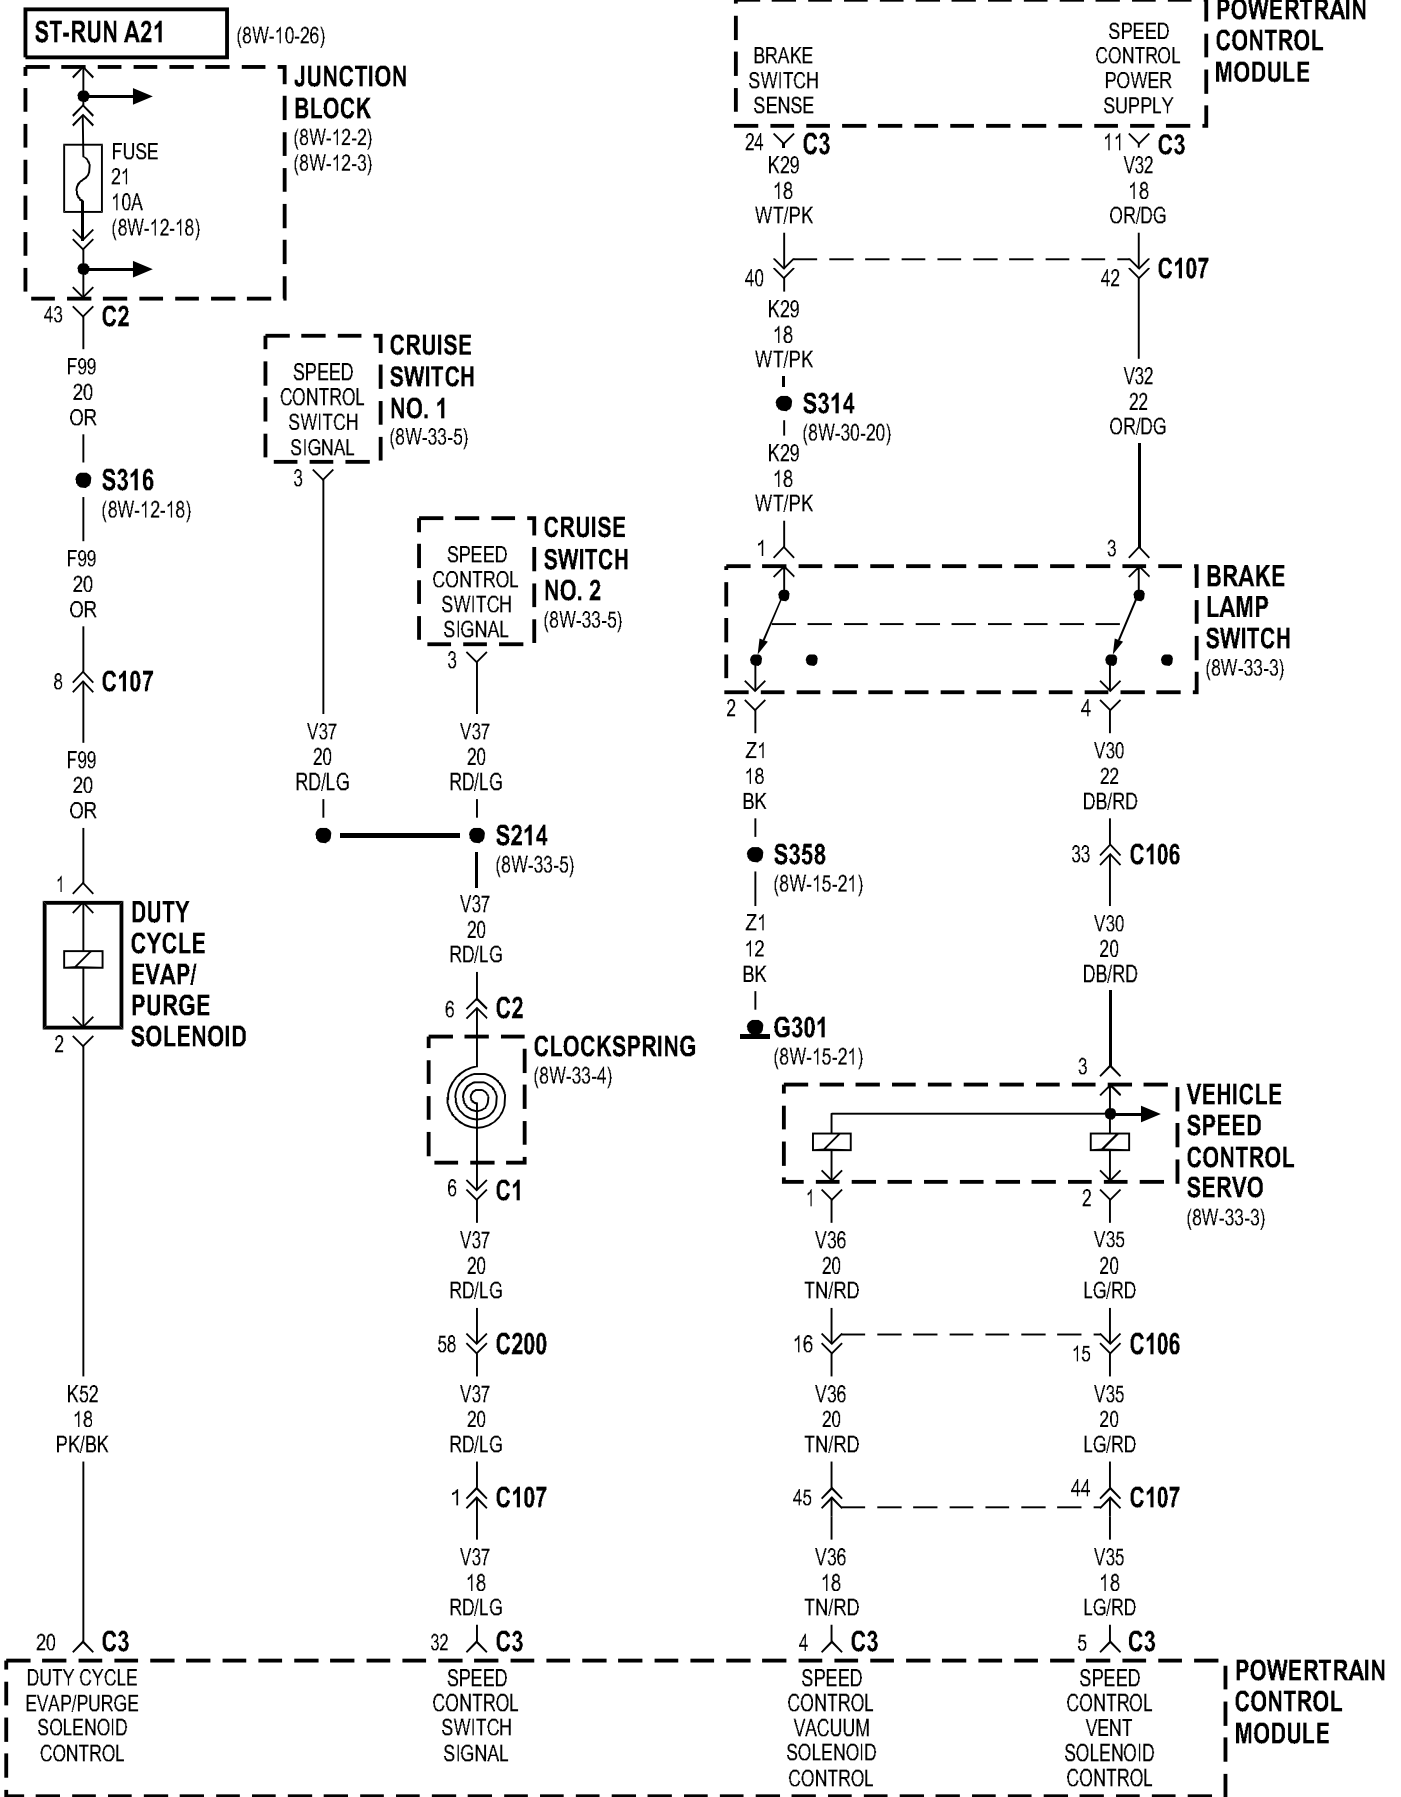 ST-RUN A21
(8W-10-26)
JUNCTION
BLOCK
(8W-12-2)
(8W-12-3)
FUSE
21
10A
(8W-12-18)
43
C2
F99
20
OR
S316
(8W-12-18)
F99
20
OR
8
C107
F99
20
OR
1
DUTY
CYCLE
EVAP/
PURGE
SOLENOID
2
K52
18
PK/BK
20
C3
DUTY CYCLE
EVAP/PURGE
SOLENOID
CONTROL
SPEED
CONTROL
SWITCH
SIGNAL
CRUISE
SWITCH
NO. 1
(8W-33-5)
3
V37
20
RD/LG
SPEED
CONTROL
SWITCH
SIGNAL
CRUISE
SWITCH
NO. 2
(8W-33-5)
3
V37
20
RD/LG
S214
(8W-33-5)
V37
20
RD/LG
6
C2
CLOCKSPRING
(8W-33-4)
6
C1
V37
20
RD/LG
58
C200
V37
20
RD/LG
1
C107
V37
18
RD/LG
32
C3
SPEED
CONTROL
SWITCH
SIGNAL
POWERTRAIN
CONTROL
MODULE
BRAKE
SWITCH
SENSE
24
C3
K29
18
WT/PK
40
K29
18
WT/PK
S314
(8W-30-20)
K29
18
WT/PK
1
SPEED
CONTROL
POWER
SUPPLY
11
C3
V32
18
OR/DG
42
C107
V32
22
OR/DG
3
BRAKE
LAMP
SWITCH
(8W-33-3)
2
Z1
18
BK
S358
(8W-15-21)
Z1
12
BK
G301
(8W-15-21)
4
V30
22
DB/RD
33
C106
V30
20
DB/RD
3
VEHICLE
SPEED
CONTROL
SERVO
(8W-33-3)
1
V36
20
TN/RD
16
V36
20
TN/RD
45
V36
18
TN/RD
4
C3
SPEED
CONTROL
VACUUM
SOLENOID
CONTROL
2
V35
20
LG/RD
15
C106
V35
20
LG/RD
44
C107
V35
18
LG/RD
5
C3
SPEED
CONTROL
VENT
SOLENOID
CONTROL
POWERTRAIN
CONTROL
MODULE